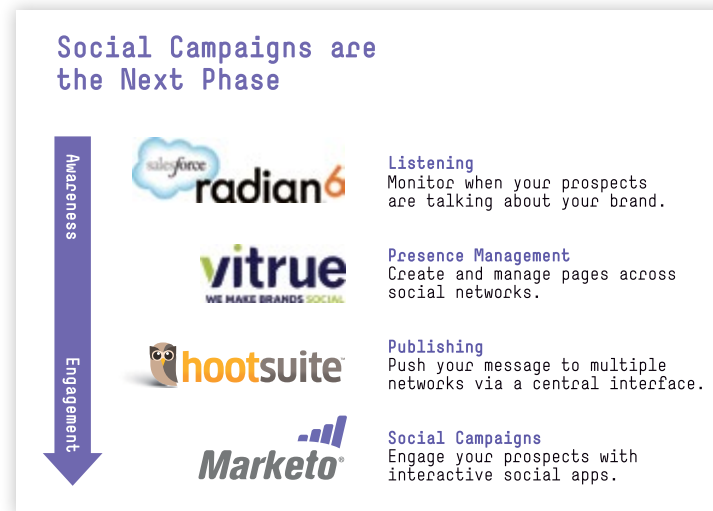 Social Campaigns are
the Next Phase
Awareness
salesforce
radian6
Listening
Monitor when your prospects
are talking about your brand.
vitrue
WE MAKE BRANDS SOCIAL
Presence Management
Create and manage pages across
social networks.
hootsuite™
Publishing
Push your message to multiple
networks via a central interface.
Engagement
Marketo®
Social Campaigns
Engage your prospects with
interactive social apps.